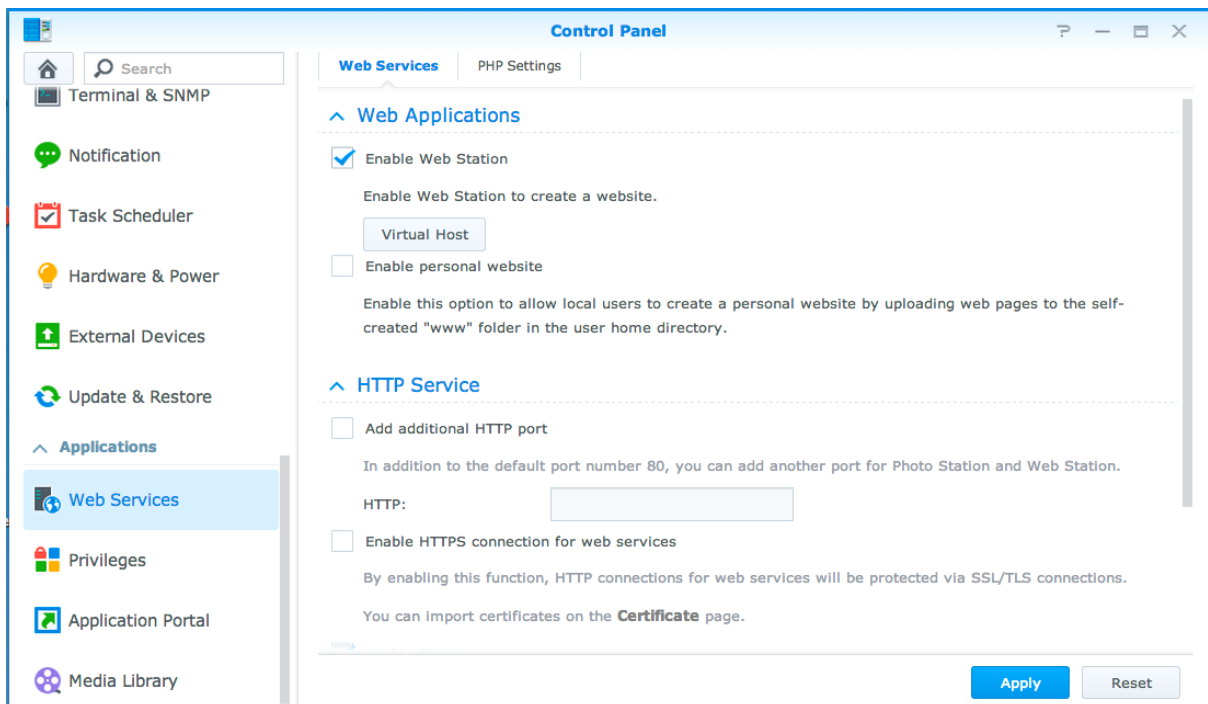 Control Panel
Search
Terminal & SNMP
Notification
Task Scheduler
Hardware & Power
External Devices
Update & Restore
Applications
Web Services
Privileges
Application Portal
Media Library
Web Services
PHP Settings
Web Applications
Enable Web Station
Enable Web Station to create a website.
Virtual Host
Enable personal website
Enable this option to allow local users to create a personal website by uploading web pages to the self-
created "www" folder in the user home directory.
HTTP Service
Add additional HTTP port
In addition to the default port number 80, you can add another port for Photo Station and Web Station.
HTTP:
Enable HTTPS connection for web services
By enabling this function, HTTP connections for web services will be protected via SSL/TLS connections.
You can import certificates on the Certificate page.
Apply
Reset